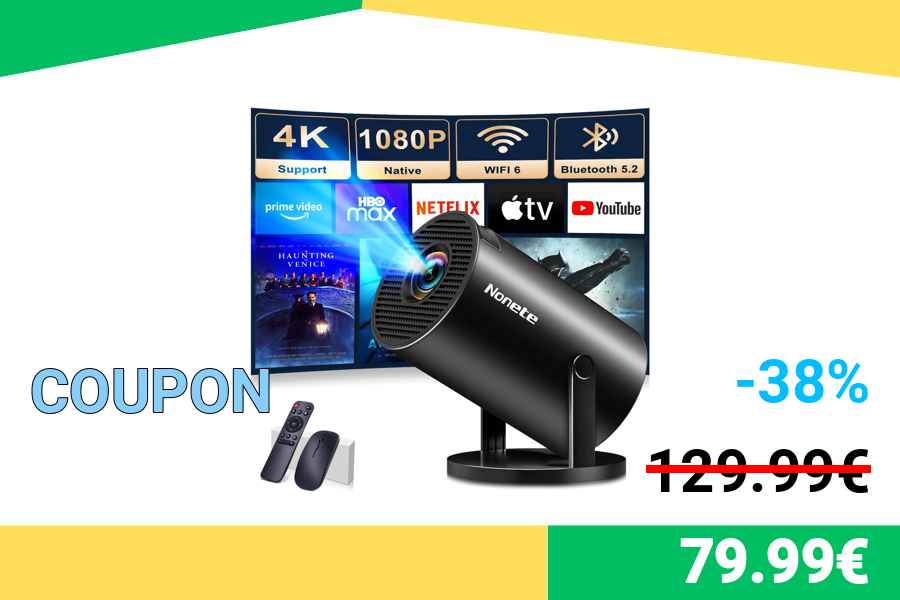 4K
Support
1080P
Native
WIFI 6
Bluetooth 5.2
prime video
HBO
max
NETFLIX
tv
YouTube
HAUNTING
VENICE
Nonete
COUPON
-38%
129.99€
79.99€